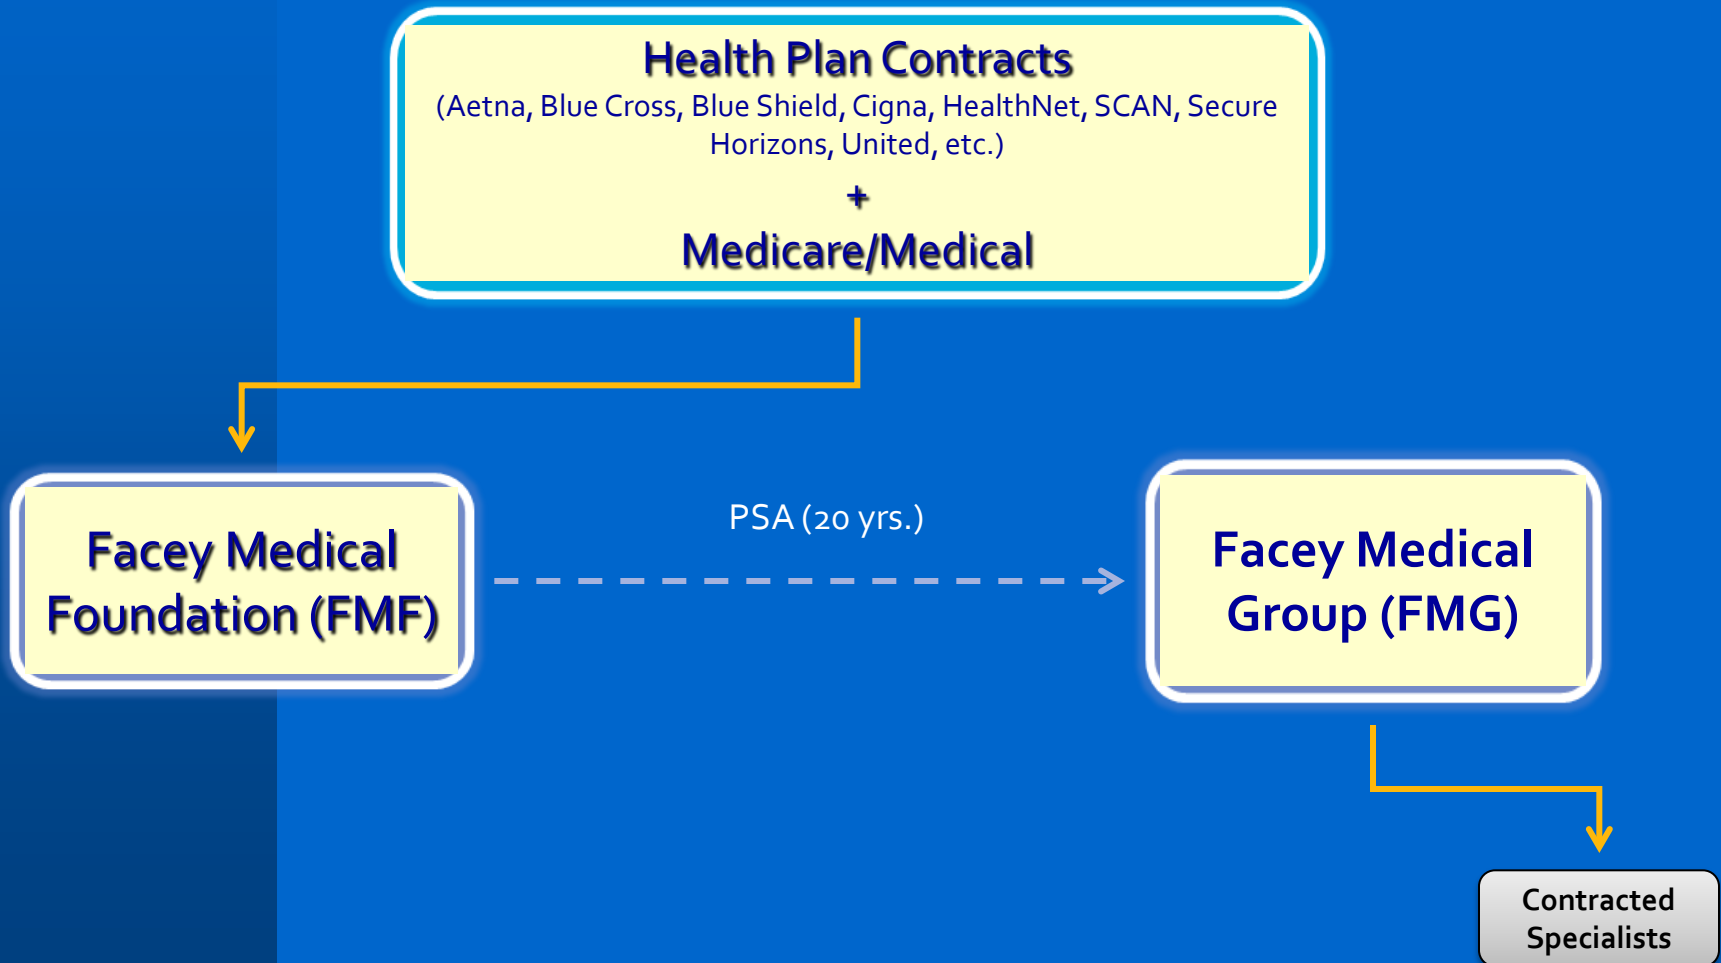 Health Plan Contracts
(Aetna, Blue Cross, Blue Shield, Cigna, HealthNet, SCAN, Secure
Horizons, United, etc.)
+
Medicare/Medical
Facey Medical
Foundation (FMF)
PSA (20 yrs.)
Facey Medical
Group (FMG)
Contracted
Specialists